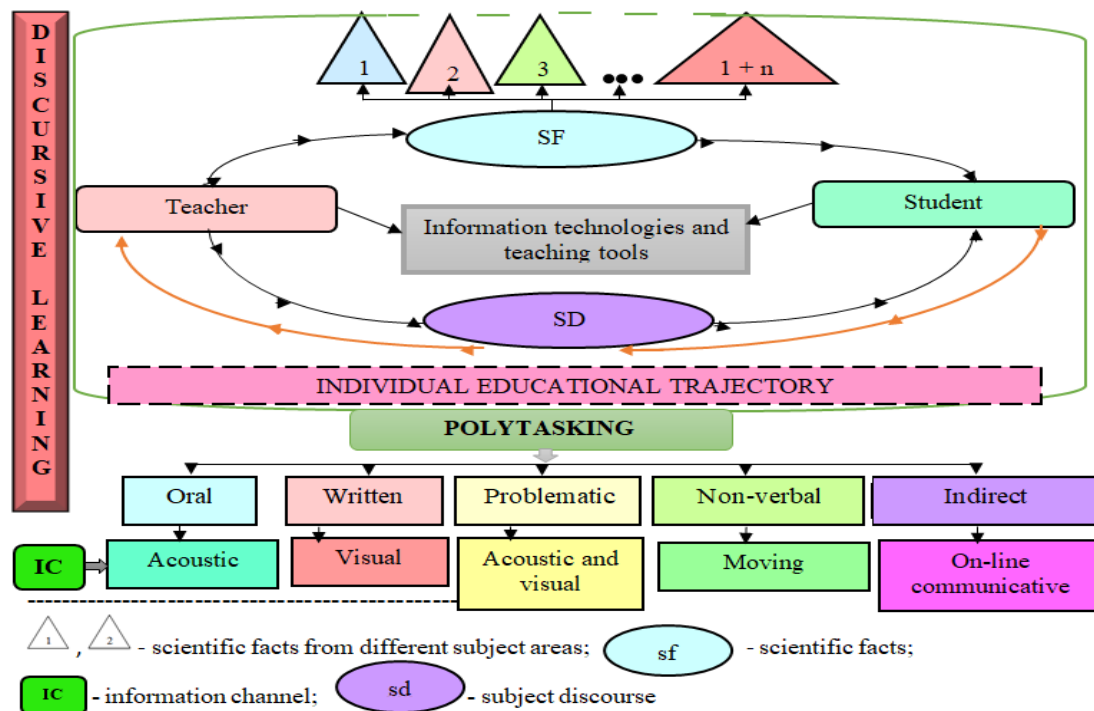 DISCURSIVE LEARNING
1
2
3
•••
1 + n
SF
Teacher
Student
Information technologies and
teaching tools
SD
INDIVIDUAL EDUCATIONAL TRAJECTORY
POLYTASKING
Oral
Written
Problematic
Non-verbal
Indirect
IC
Acoustic
Visual
Acoustic and
visual
Moving
On-line
communicative
1 , 2 - scientific facts from different subject areas; sf - scientific facts;
IC - information channel; sd - subject discourse